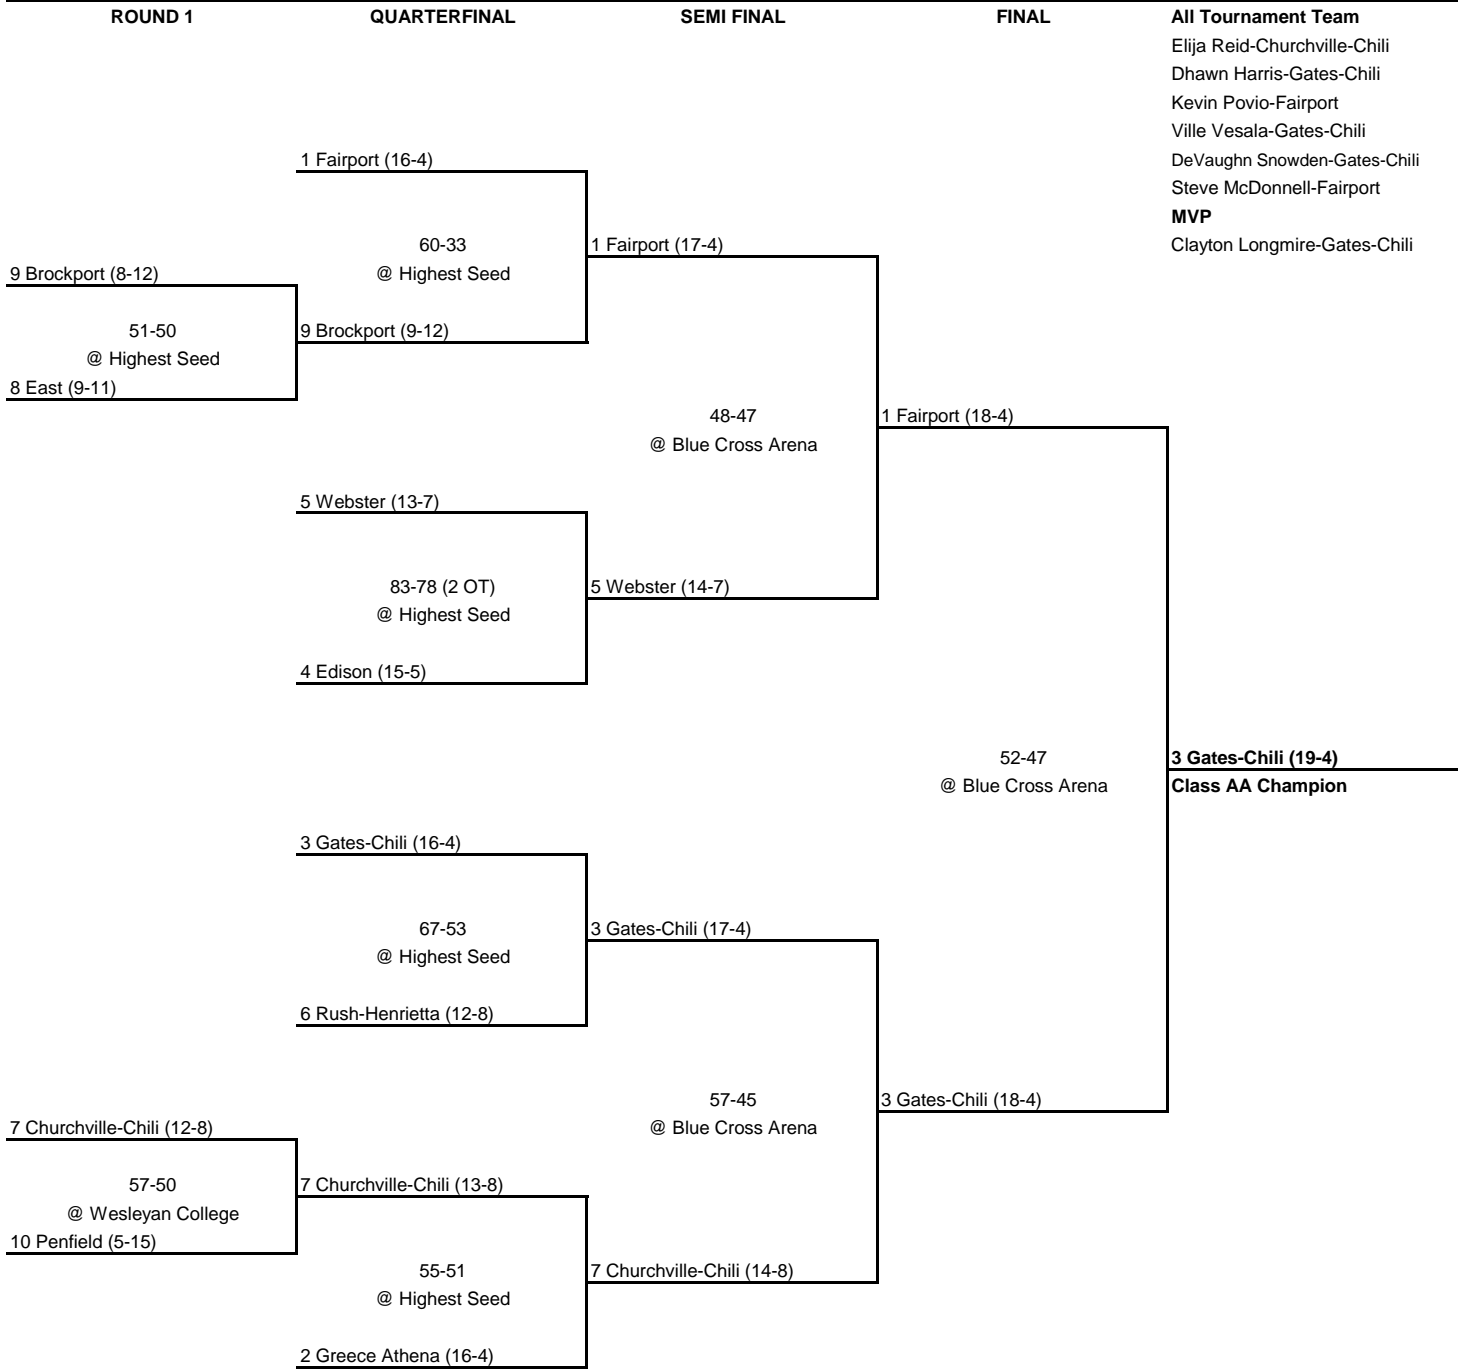 ROUND 1 QUARTERFINAL SEMI FINAL FINAL All Tournament Team
Elija Reid-Churchville-Chili
Dhawn Harris-Gates-Chili
Kevin Povio-Fairport
Ville Vesala-Gates-Chili
1 Fairport (16-4) DeVaughn Snowden-Gates-Chili
Steve McDonnell-Fairport
MVP
60-33 1 Fairport (17-4) Clayton Longmire-Gates-Chili
9 Brockport (8-12) @ Highest Seed
51-50 9 Brockport (9-12)
@ Highest Seed
8 East (9-11)
48-47 1 Fairport (18-4)
@ Blue Cross Arena
5 Webster (13-7)
83-78 (2 OT) 5 Webster (14-7)
@ Highest Seed
4 Edison (15-5)
52-47 3 Gates-Chili (19-4)
@ Blue Cross Arena Class AA Champion
3 Gates-Chili (16-4)
67-53 3 Gates-Chili (17-4)
@ Highest Seed
6 Rush-Henrietta (12-8)
57-45 3 Gates-Chili (18-4)
7 Churchville-Chili (12-8) @ Blue Cross Arena
57-50 7 Churchville-Chili (13-8)
@ Wesleyan College
10 Penfield (5-15)
55-51 7 Churchville-Chili (14-8)
@ Highest Seed
2 Greece Athena (16-4)